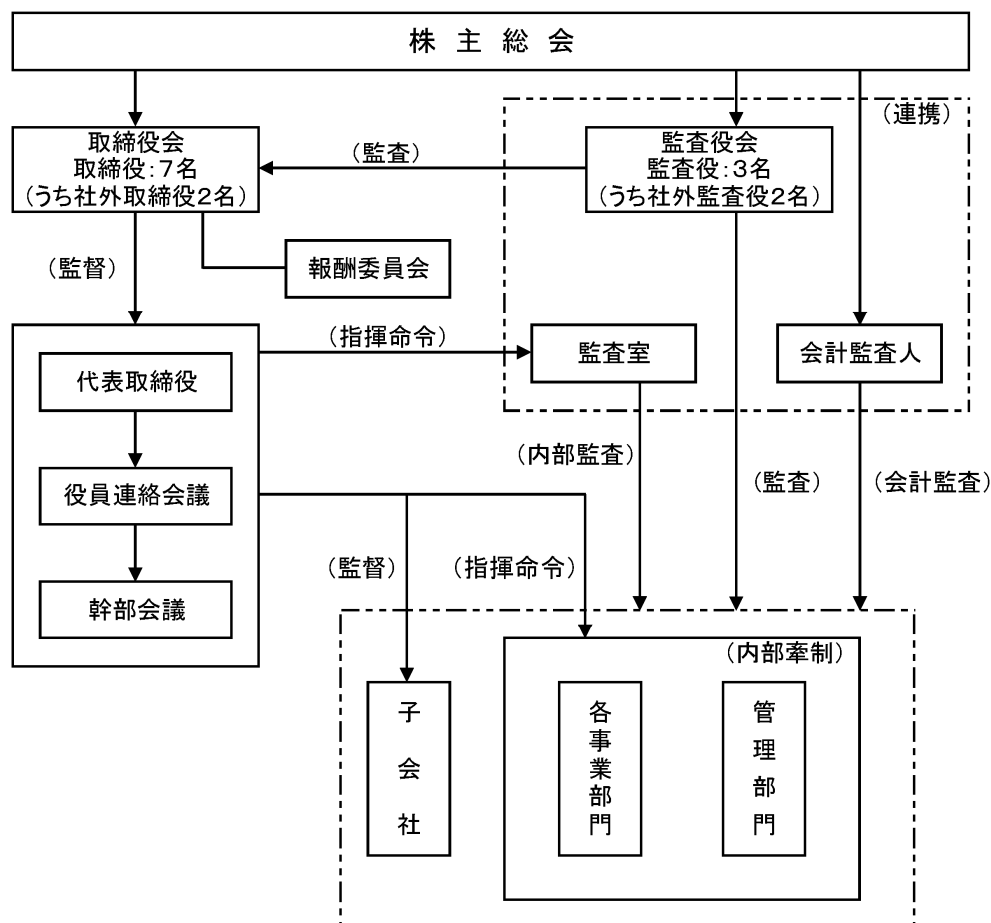 株主総会
（連携）
取締役会
取締役：7名
（うち社外取締役2名）
（監査）
監査役会
監査役：3名
（うち社外監査役2名）
（監督）
報酬委員会
（指揮命令）
監査室
会計監査人
代表取締役
役員連絡会議
幹部会議
（内部監査）
（監査）
（会計監査）
（監督）
（指揮命令）
（内部牽制）
子会社
各事業部門
管理部門